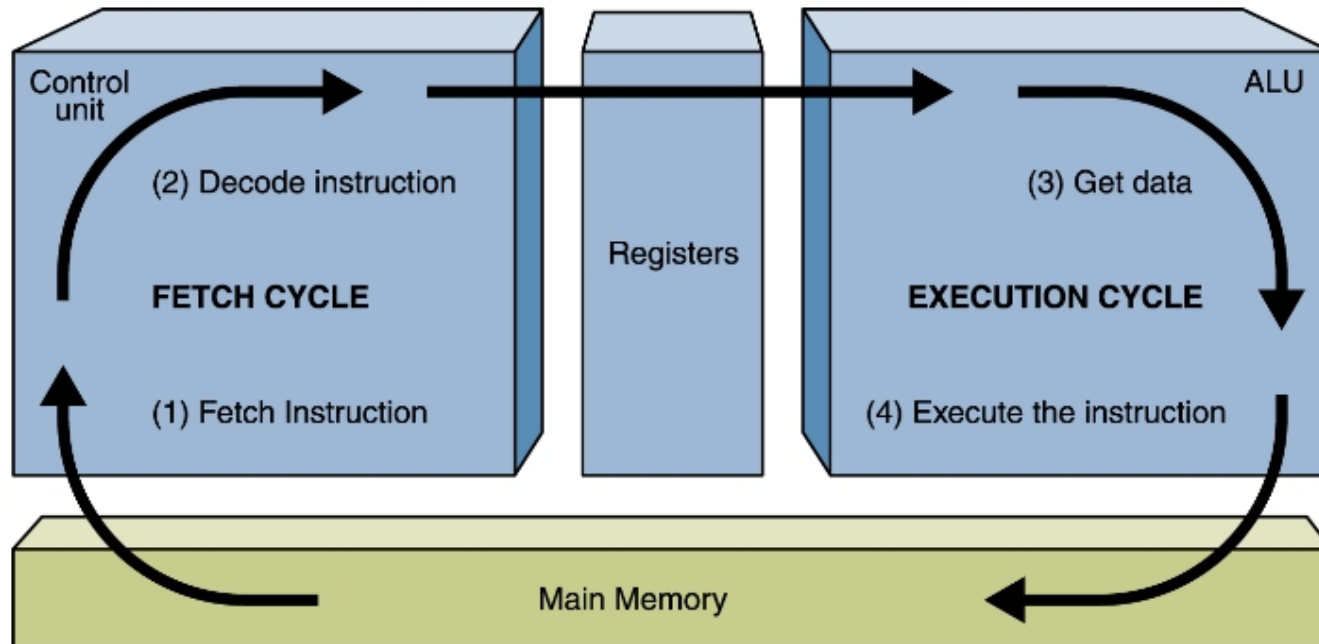 Control
unit
ALU
(2) Decode instruction
(3) Get data
Registers
FETCH CYCLE
EXECUTION CYCLE
(1) Fetch Instruction
(4) Execute the instruction
Main Memory